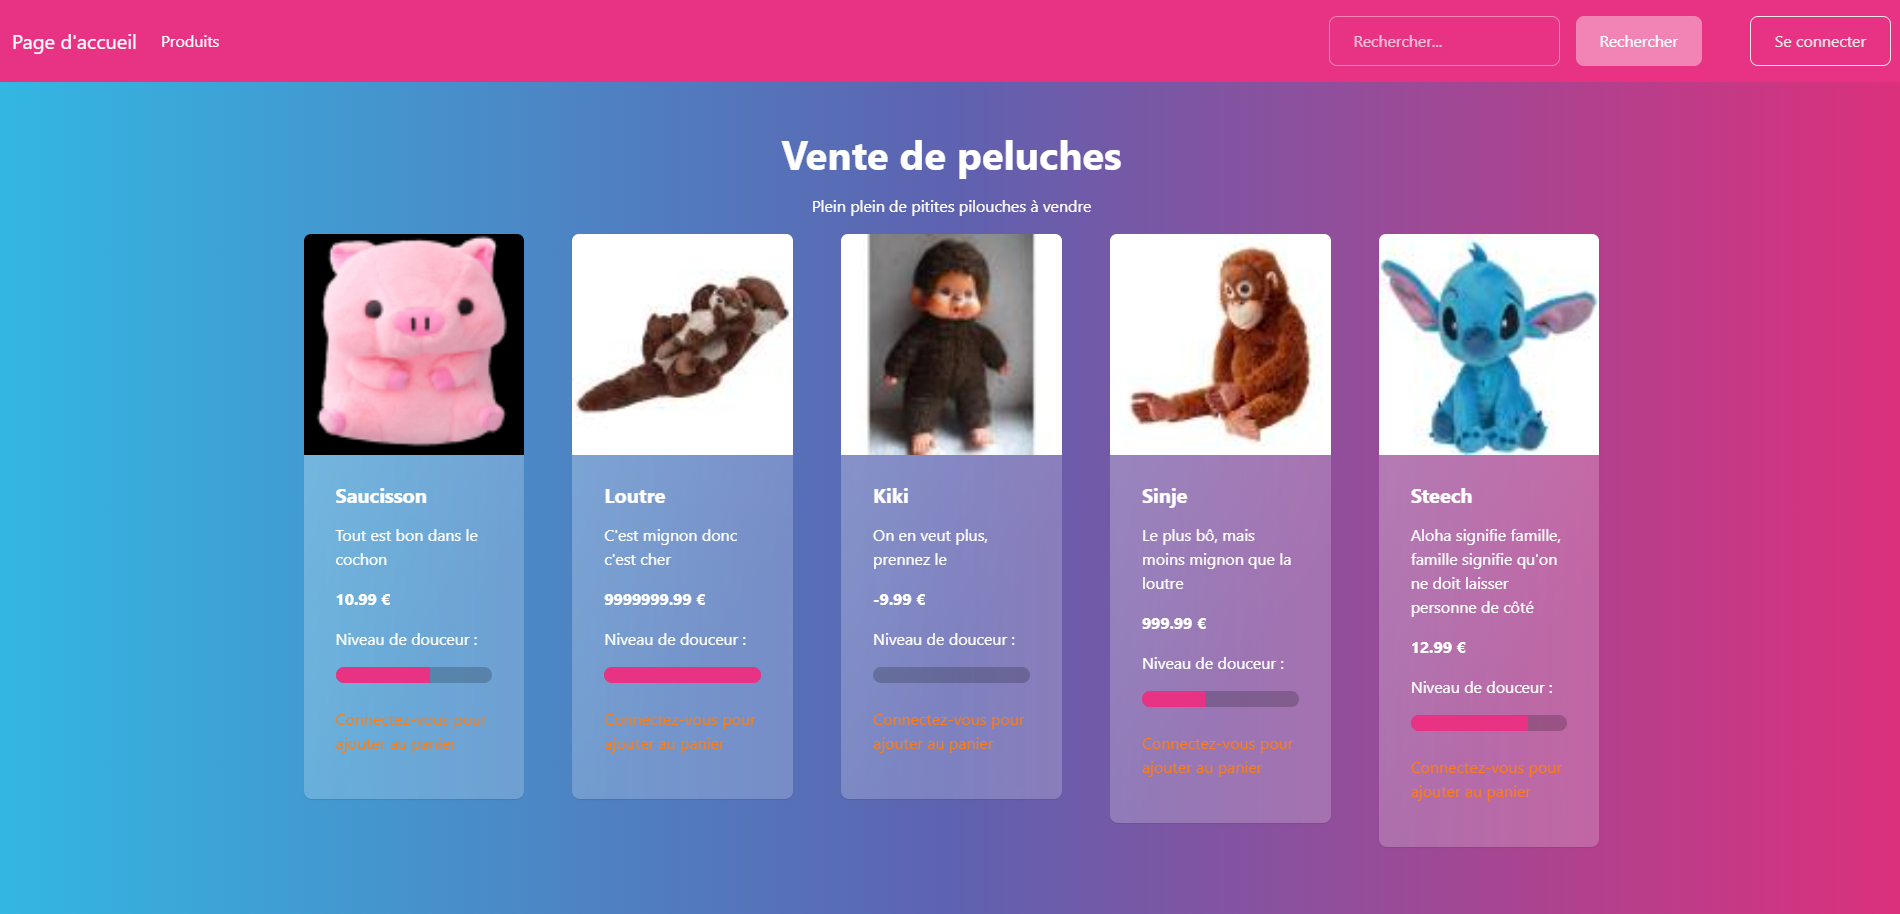 Page d'accueil
Produits
Rechercher...
Rechercher
Se connecter
Vente de peluches
Plein plein de pitites pilouches à vendre
Saucisson
Tout est bon dans le
cochon
10.99 €
Niveau de douceur :
Connectez-vous pour
ajouter au panier
Loutre
C'est mignon donc
c'est cher
9999999.99 €
Niveau de douceur :
Connectez-vous pour
ajouter au panier
Kiki
On en veut plus,
prennez le
-9.99 €
Niveau de douceur :
Connectez-vous pour
ajouter au panier
Sinje
Le plus bô, mais
moins mignon que la
loutre
999.99 €
Niveau de douceur :
Connectez-vous pour
ajouter au panier
Steech
Aloha signifie famille,
famille signifie qu'on
ne doit laisser
personne de côté
12.99 €
Niveau de douceur :
Connectez-vous pour
ajouter au panier